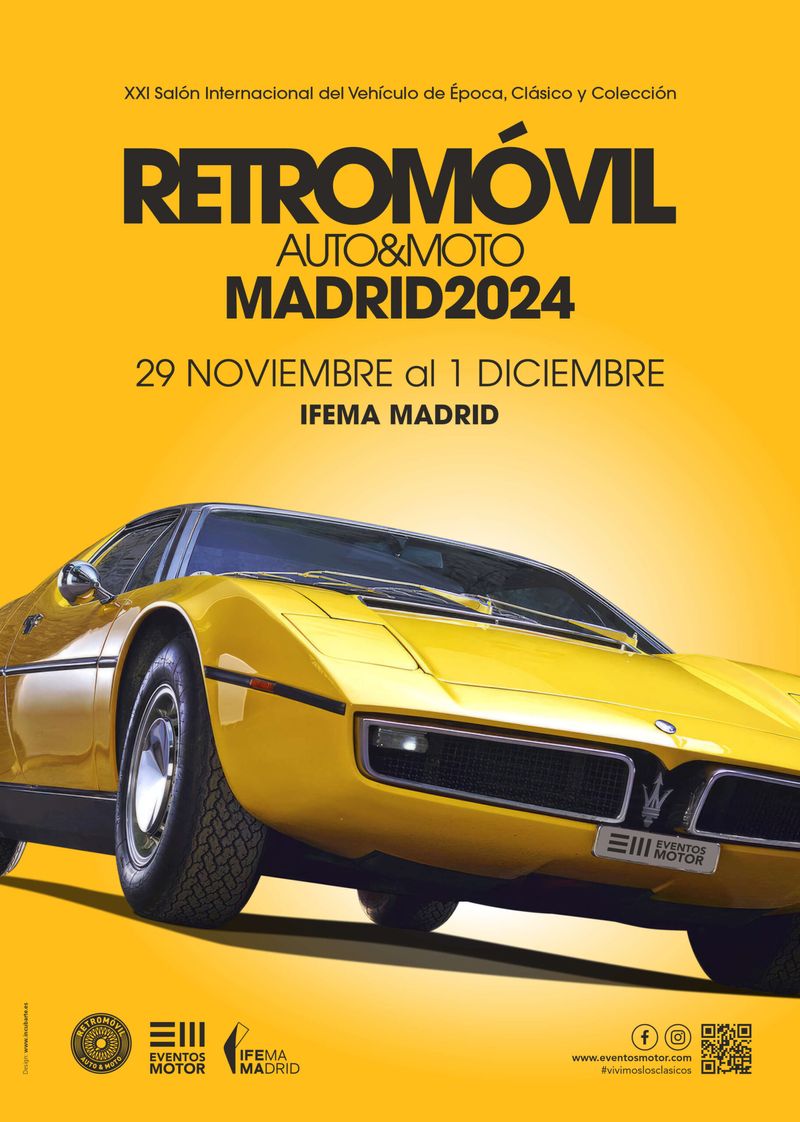 XXI Salón Internacional del Vehículo de Época, Clásico y Colección
RETROMÓVIL
AUTO&MOTO
MADRID2024
29 NOVIEMBRE al 1 DICIEMBRE
IFEMA MADRID
EVENTOS
MOTOR
Design: www.incubarte.es
RETROMÓVIL
AUTO & MOTO
EVENTOS
MOTOR
IFEMA
MADRID
www.eventosmotor.com
#vivimoslosclasicos